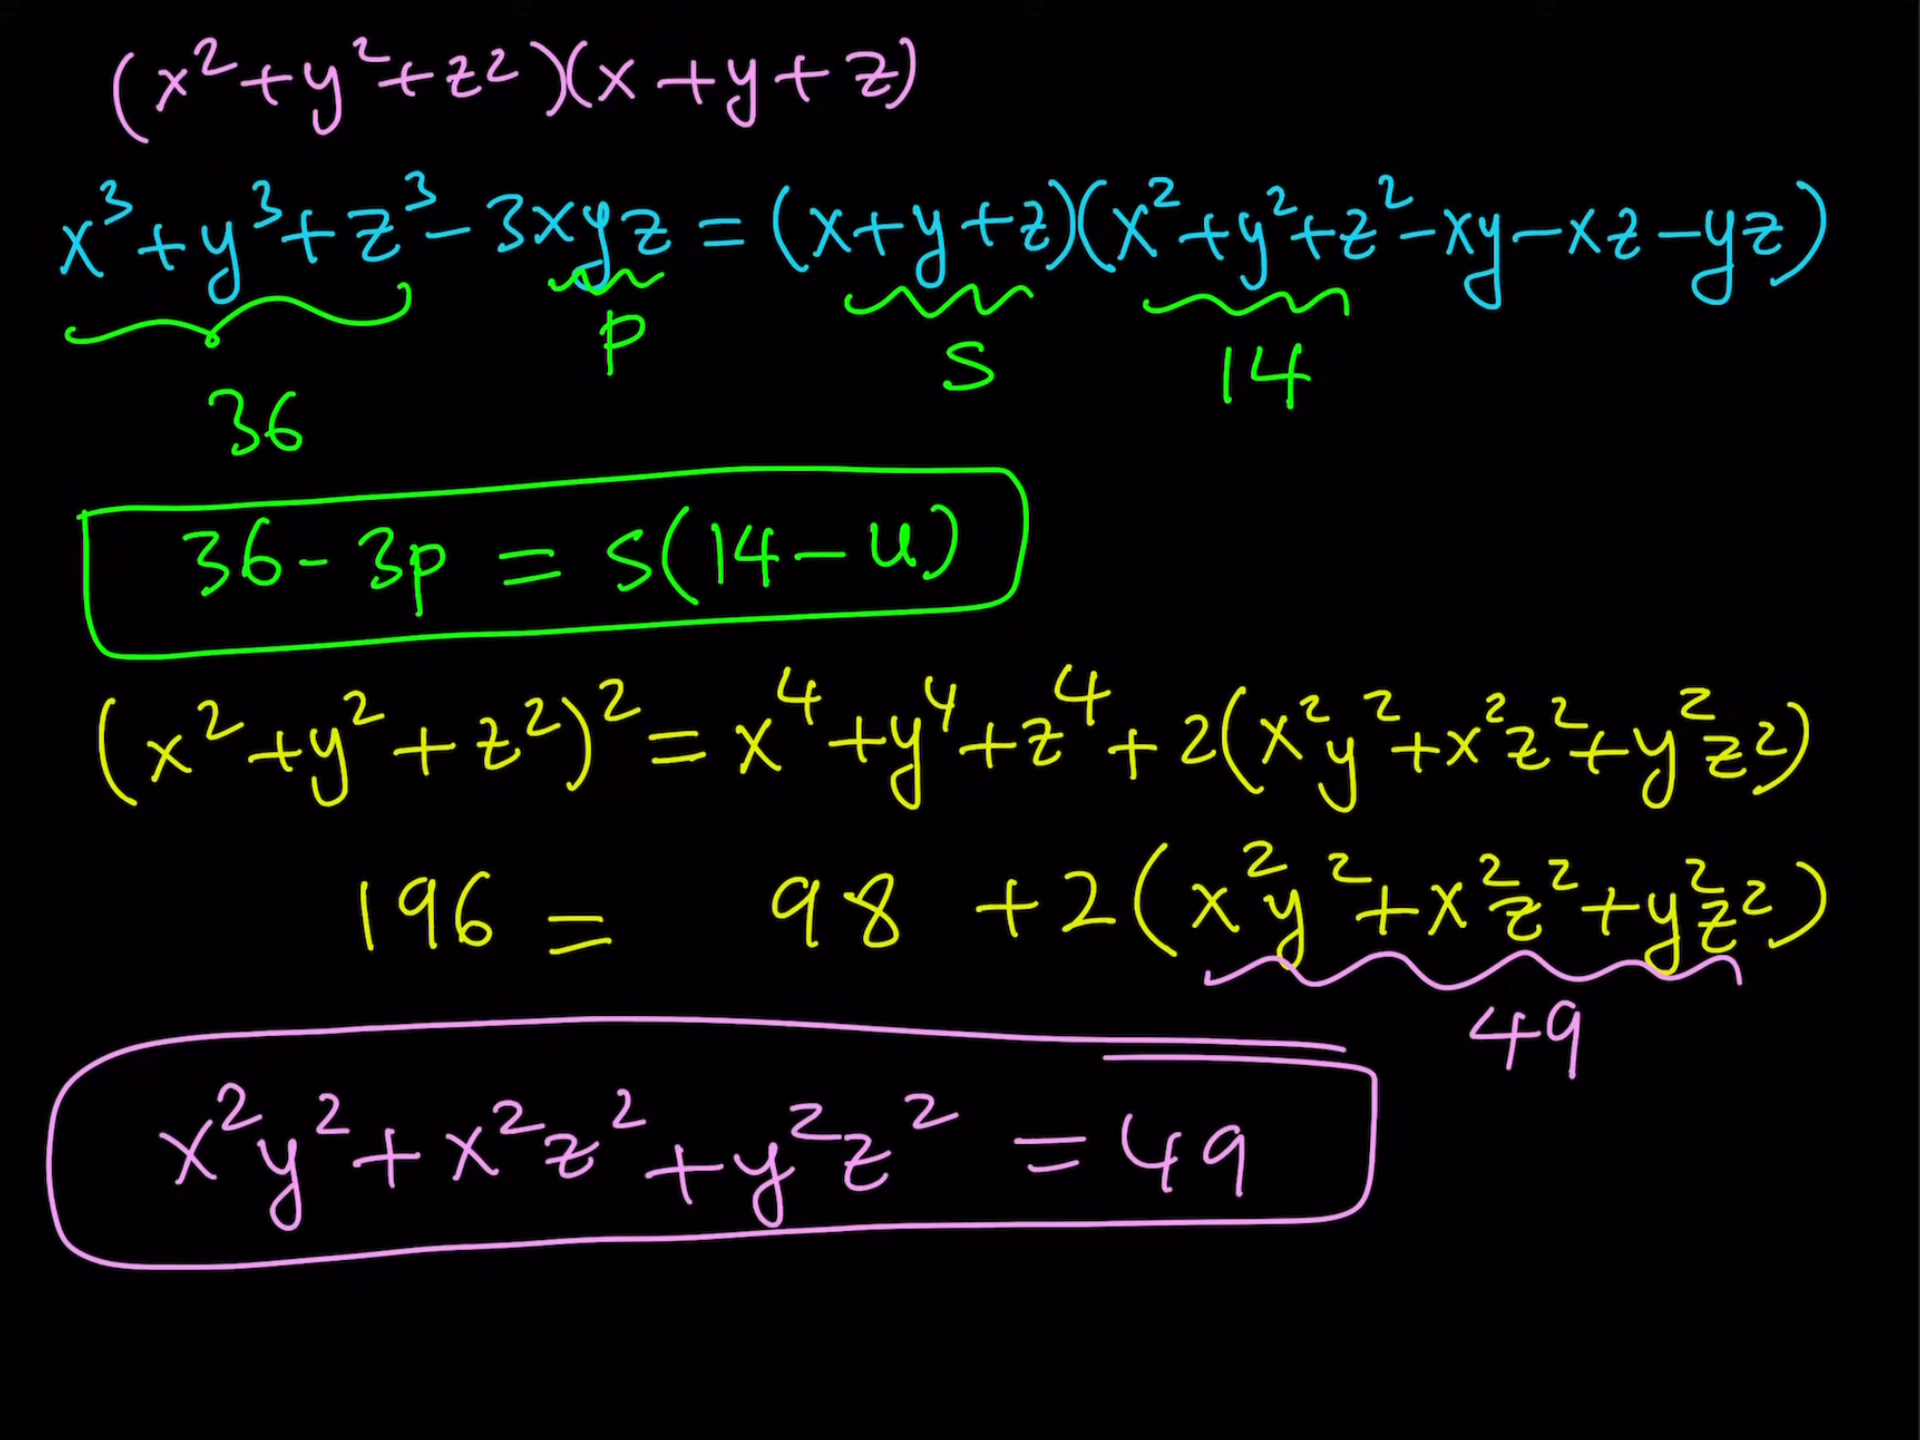 (x²+y²+z²)(x+y+z)
x³+y³+z³-3xyz=(x+y+z)(x²+y²+z²-xy-xz-yz)
p
s
14
36
36-3p = s(14-u)
(x²+y²+z²)²=x⁴+y⁴+z⁴+2(x²y²+x²z²+y²z²)
196 = 98 +2(x²y²+x²z²+y²z²)
49
x²y²+x²z²+y²z² =49